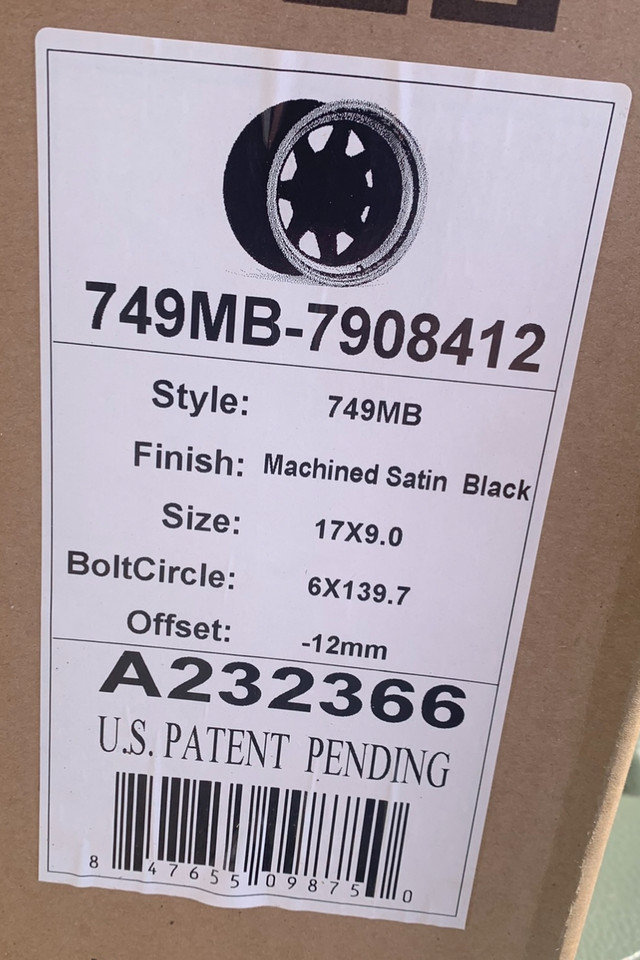 749MB-7908412
Style: 749MB
Finish: Machined Satin Black
Size: 17X9.0
BoltCircle: 6X139.7
Offset: -12mm
A232366
U.S. PATENT PENDING
8 47655 09875 0